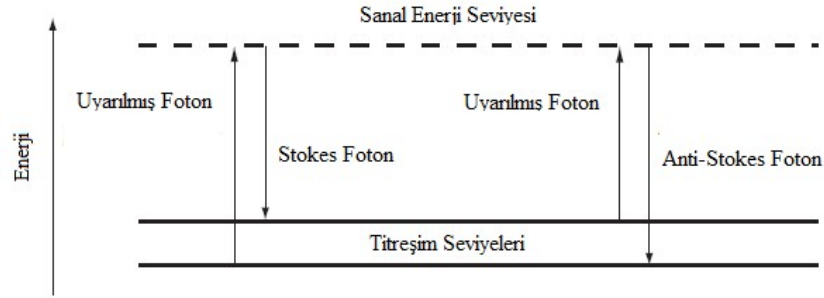 Sanal Enerji Seviyesi
Uyarılmış Foton
Uyarılmış Foton
Stokes Foton
Anti-Stokes Foton
Enerji
Titreşim Seviyeleri